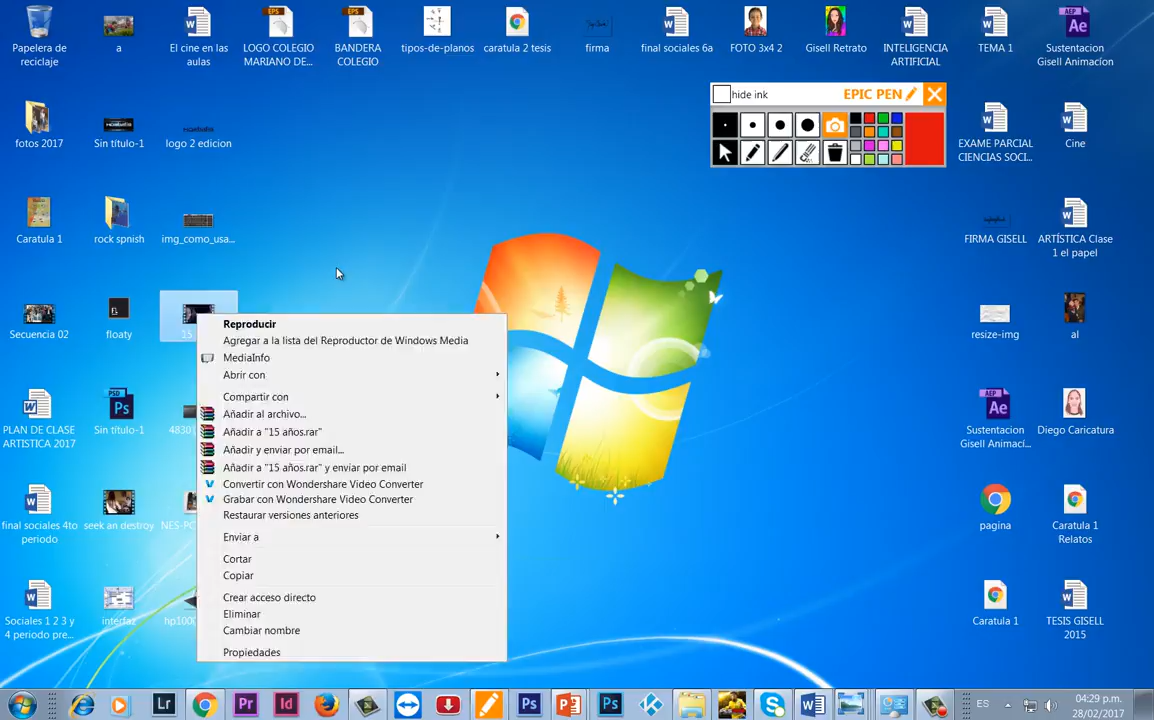 Papelera de
reciclaje
a
El cine en las
aulas
LOGO COLEGIO
MARIANO DE...
BANDERA
COLEGIO
tipos-de-planos
caratula 2 tesis
firma
final sociales 6a
FOTO 3x4 2
Gisell Retrato
INTELIGENCIA
ARTIFICIAL
TEMA 1
Sustentacion
Gisell Animacíon
hide ink
EPIC PEN
fotos 2017
Sin título-1
logo 2 edicion
EXAME PARCIAL
CIENCIAS SOCI...
Cine
Caratula 1
rock spnish
img_como_usa...
FIRMA GISELL
ARTÍSTICA Clase
1 el papel
Secuencia 02
floaty
15
resize-img
al
Reproducir
Agregar a la lista del Reproductor de Windows Media
MediaInfo
Abrir con
Compartir con
Añadir al archivo...
Añadir a "15 años.rar"
Añadir y enviar por email...
Añadir a "15 años.rar" y enviar por email
Convertir con Wondershare Video Converter
Grabar con Wondershare Video Converter
Restaurar versiones anteriores
Enviar a
Cortar
Copiar
Crear acceso directo
Eliminar
Cambiar nombre
Propiedades
PLAN DE CLASE
ARTISTICA 2017
Sin título-1
4830
Sustentacion
Gisell Animací...
Diego Caricatura
final sociales 4to
periodo
seek an destroy
NES-PC
pagina
Caratula 1
Relatos
Sociales 1 2 3 y
4 periodo pre...
interfaz
hp100
Caratula 1
TESIS GISELL
2015
ES
04:29 p.m.
28/02/2017